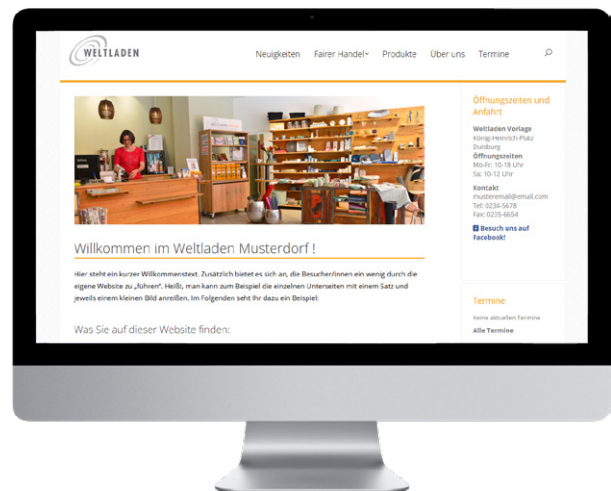 WELTLADEN
Neuigkeiten Fairer Handel Produkte Über uns Termine
Öffnungszeiten und
Anfahrt
Weltladen Vorlage
König-Heinrich-Platz
Duisburg
Öffnungszeiten
Mo-Fr: 10-18 Uhr
Sa: 10-12 Uhr
Kontakt
musteremail@email.com
Tel: 0234-5678
Fax: 0235-6654
Besuch uns auf
Facebook!
Willkommen im Weltladen Musterdorf !
Hier steht ein kurzer Willkommenstext. Zusätzlich bietet es sich an, die Besucher/innen ein wenig durch die
eigene Website zu „führen“. Heißt, man kann zum Beispiel die einzelnen Unterseiten mit einem Satz und
jeweils einem kleinen Bild anreißen. Im Folgenden seht ihr dazu ein Beispiel:
Was Sie auf dieser Website finden:
Termine
Keine aktuellen Termine
Alle Termine